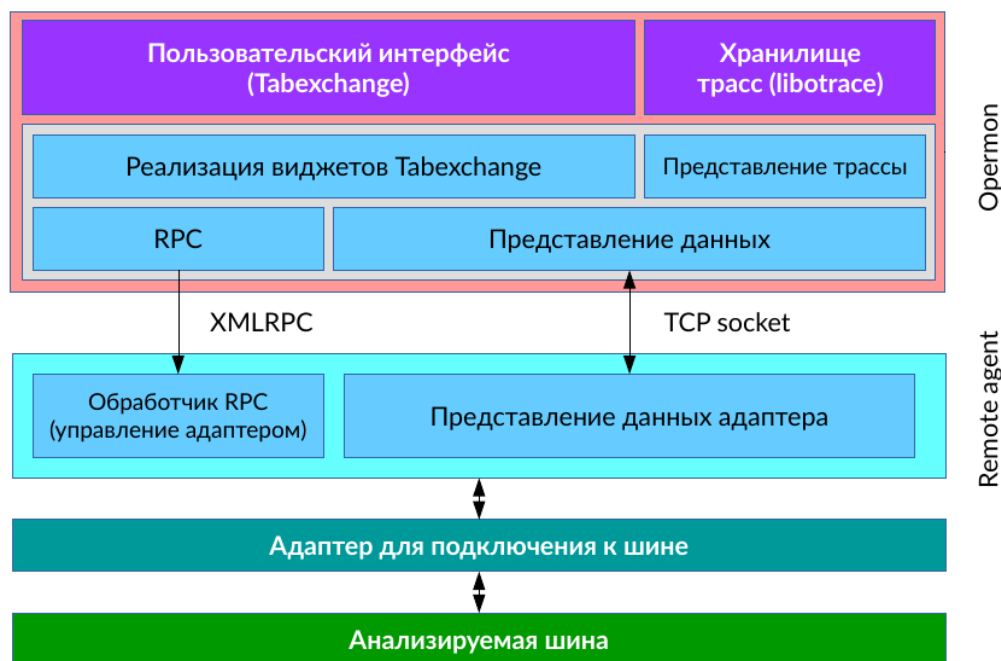 Пользовательский интерфейс
(Tabexchange)
Хранилище
трасс (libotrace)
Реализация виджетов Tabexchange
Представление трассы
RPC
Представление данных
Opermon
XMLRPC
TCP socket
Обработчик RPC
(управление адаптером)
Представление данных адаптера
Remote agent
Адаптер для подключения к шине
Анализируемая шина